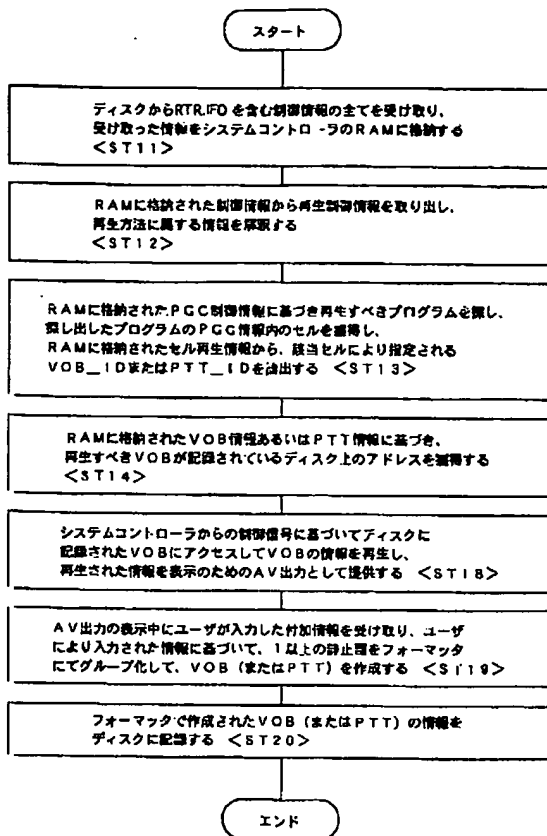 スタート
ディスクからRTR.IFOを含む制御情報の全てを受け取り、
受け取った情報をシステムコントローラのRAMに格納する
<ST11>
RAMに格納された制御情報から再生制御情報を取り出し、
再生方法に関する情報を解釈する
<ST12>
RAMに格納されたPGC制御情報に基づき再生すべきプログラムを探し、
探し出したプログラムのPGC情報内のセルを獲得し、
RAMに格納されたセル再生情報から、該当セルにより指定される
VOB_IDまたはPTT_IDを抽出する <ST13>
RAMに格納されたVOB情報あるいはPTT情報に基づき、
再生すべきVOBが記録されているディスク上のアドレスを獲得する
<ST14>
システムコントローラからの制御信号に基づいてディスクに
記録されたVOBにアクセスしてVOBの情報を再生し、
再生された情報を表示のためのAV出力として提供する <ST18>
AV出力の表示中にユーザが入力した付加情報を受け取り、ユーザ
により入力された情報に基づいて、1以上の静止画をフォーマッタ
にてグループ化して、VOB(またはPTT)を作成する <ST19>
フォーマッタで作成されたVOB(またはPTT)の情報を
ディスクに記録する <ST20>
エンド